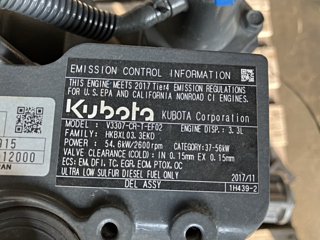 EMISSION CONTROL INFORMATION
THIS ENGINE MEETS 2017 Tier4 EMISSION REGULATIONS
FOR U.S. EPA AND CALIFORNIA NONROAD CI ENGINES.
Kubota KUBOTA Corporation
MODEL : V3307-CR-T-EF02 ENGINE DISP.: 3.3L
FAMILY : HKBXL03.3EKD
POWER : 54.6kW/2600rpm CATEGORY:37-56kW
VALVE CLEARANCE (COLD): IN 0.15mm EX 0.15mm
ECS: EM, DFI, TC, EGR, ECM, PTOX, OC
ULTRA LOW SULFUR DIESEL FUEL ONLY 2017/11
1H439-2
915
12000